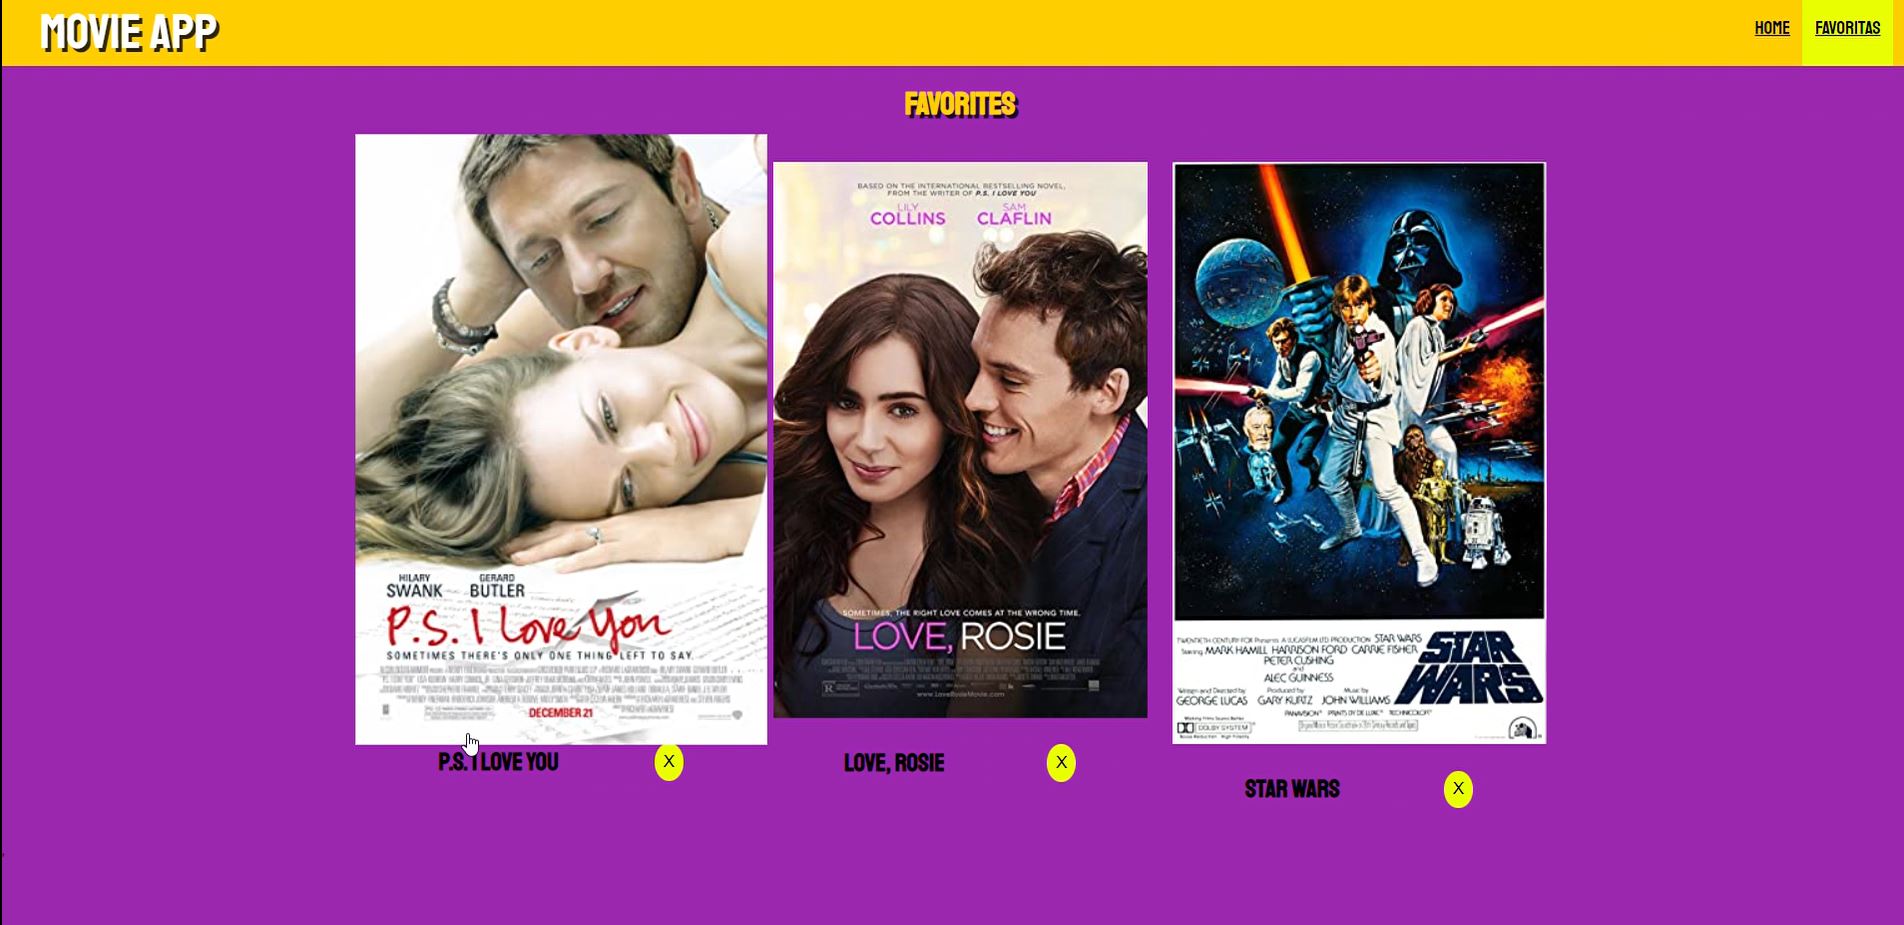 MOVIE APP
HOME
FAVORITAS
FAVORITES
HILARY
SWANK
GERARD
BUTLER
P.S. I Love You
SOMETIMES THERE'S ONLY ONE THING LEFT TO SAY.
DECEMBER 21
P.S. I LOVE YOU
X
BASED ON THE INTERNATIONAL BESTSELLING NOVEL,
FROM THE WRITER OF P.S. I LOVE YOU
LILY
COLLINS
SAM
CLAFLIN
SOMETIMES, THE RIGHT LOVE COMES AT THE WRONG TIME.
LOVE, ROSIE
R
www.LoveRosieMovie.com
LOVE, ROSIE
X
TWENTIETH CENTURY-FOX Presents A LUCASFILM LTD PRODUCTION STAR WARS
Starring MARK HAMILL HARRISON FORD CARRIE FISHER
PETER CUSHING
and
ALEC GUINNESS
Written and Directed by
GEORGE LUCAS
Produced by
GARY KURTZ
Music by
JOHN WILLIAMS
PANAVISION® PRINTS BY DE LUXE® TECHNICOLOR®
DOLBY SYSTEM
Noise Reduction High Fidelity
STAR
WARS
STAR WARS
X